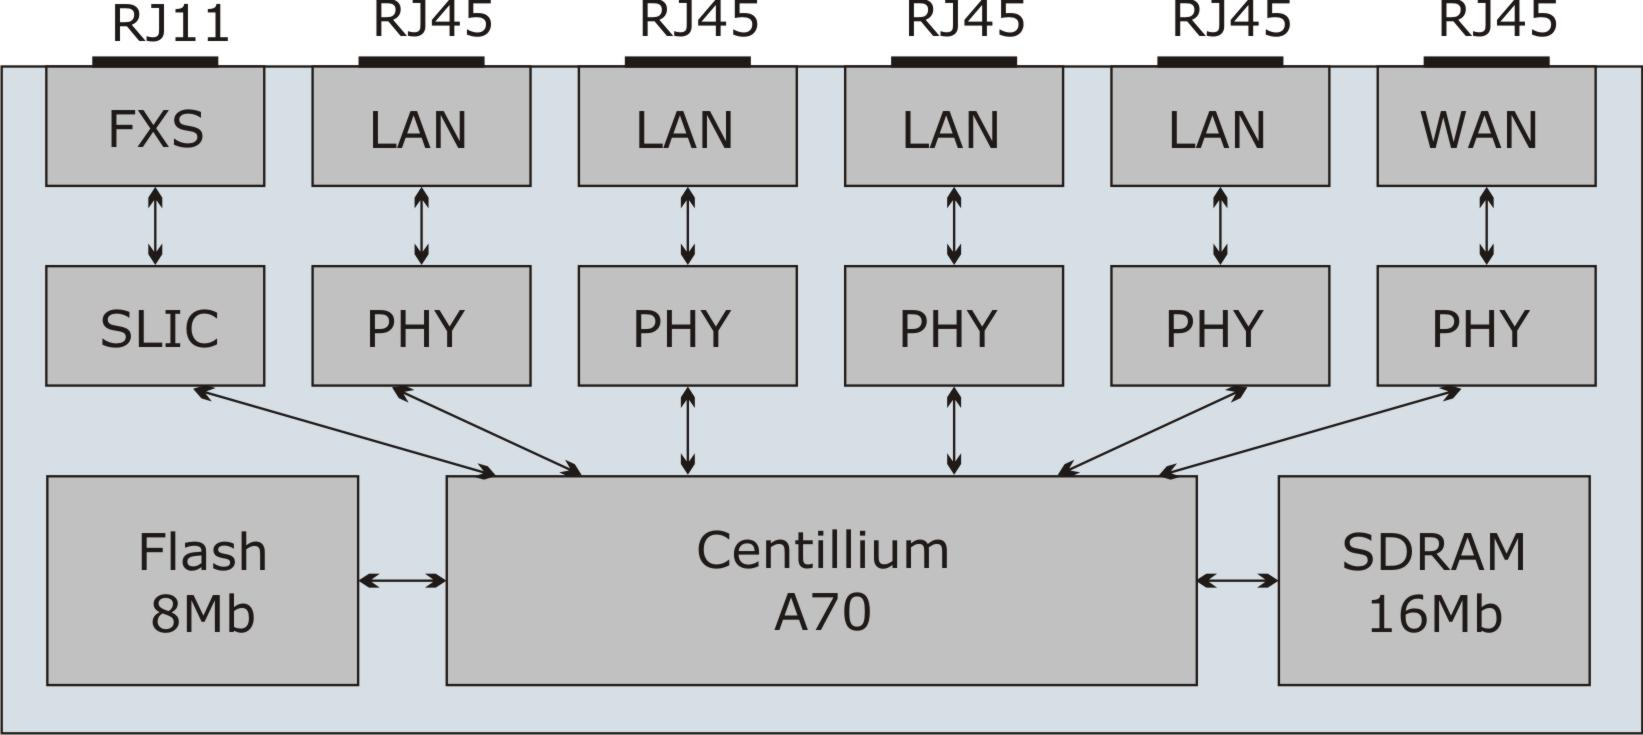 RJ11 RJ45 RJ45 RJ45 RJ45 RJ45
FXS LAN LAN LAN LAN WAN
SLIC PHY PHY PHY PHY PHY
Flash
8Mb
Centillium
A70
SDRAM
16Mb